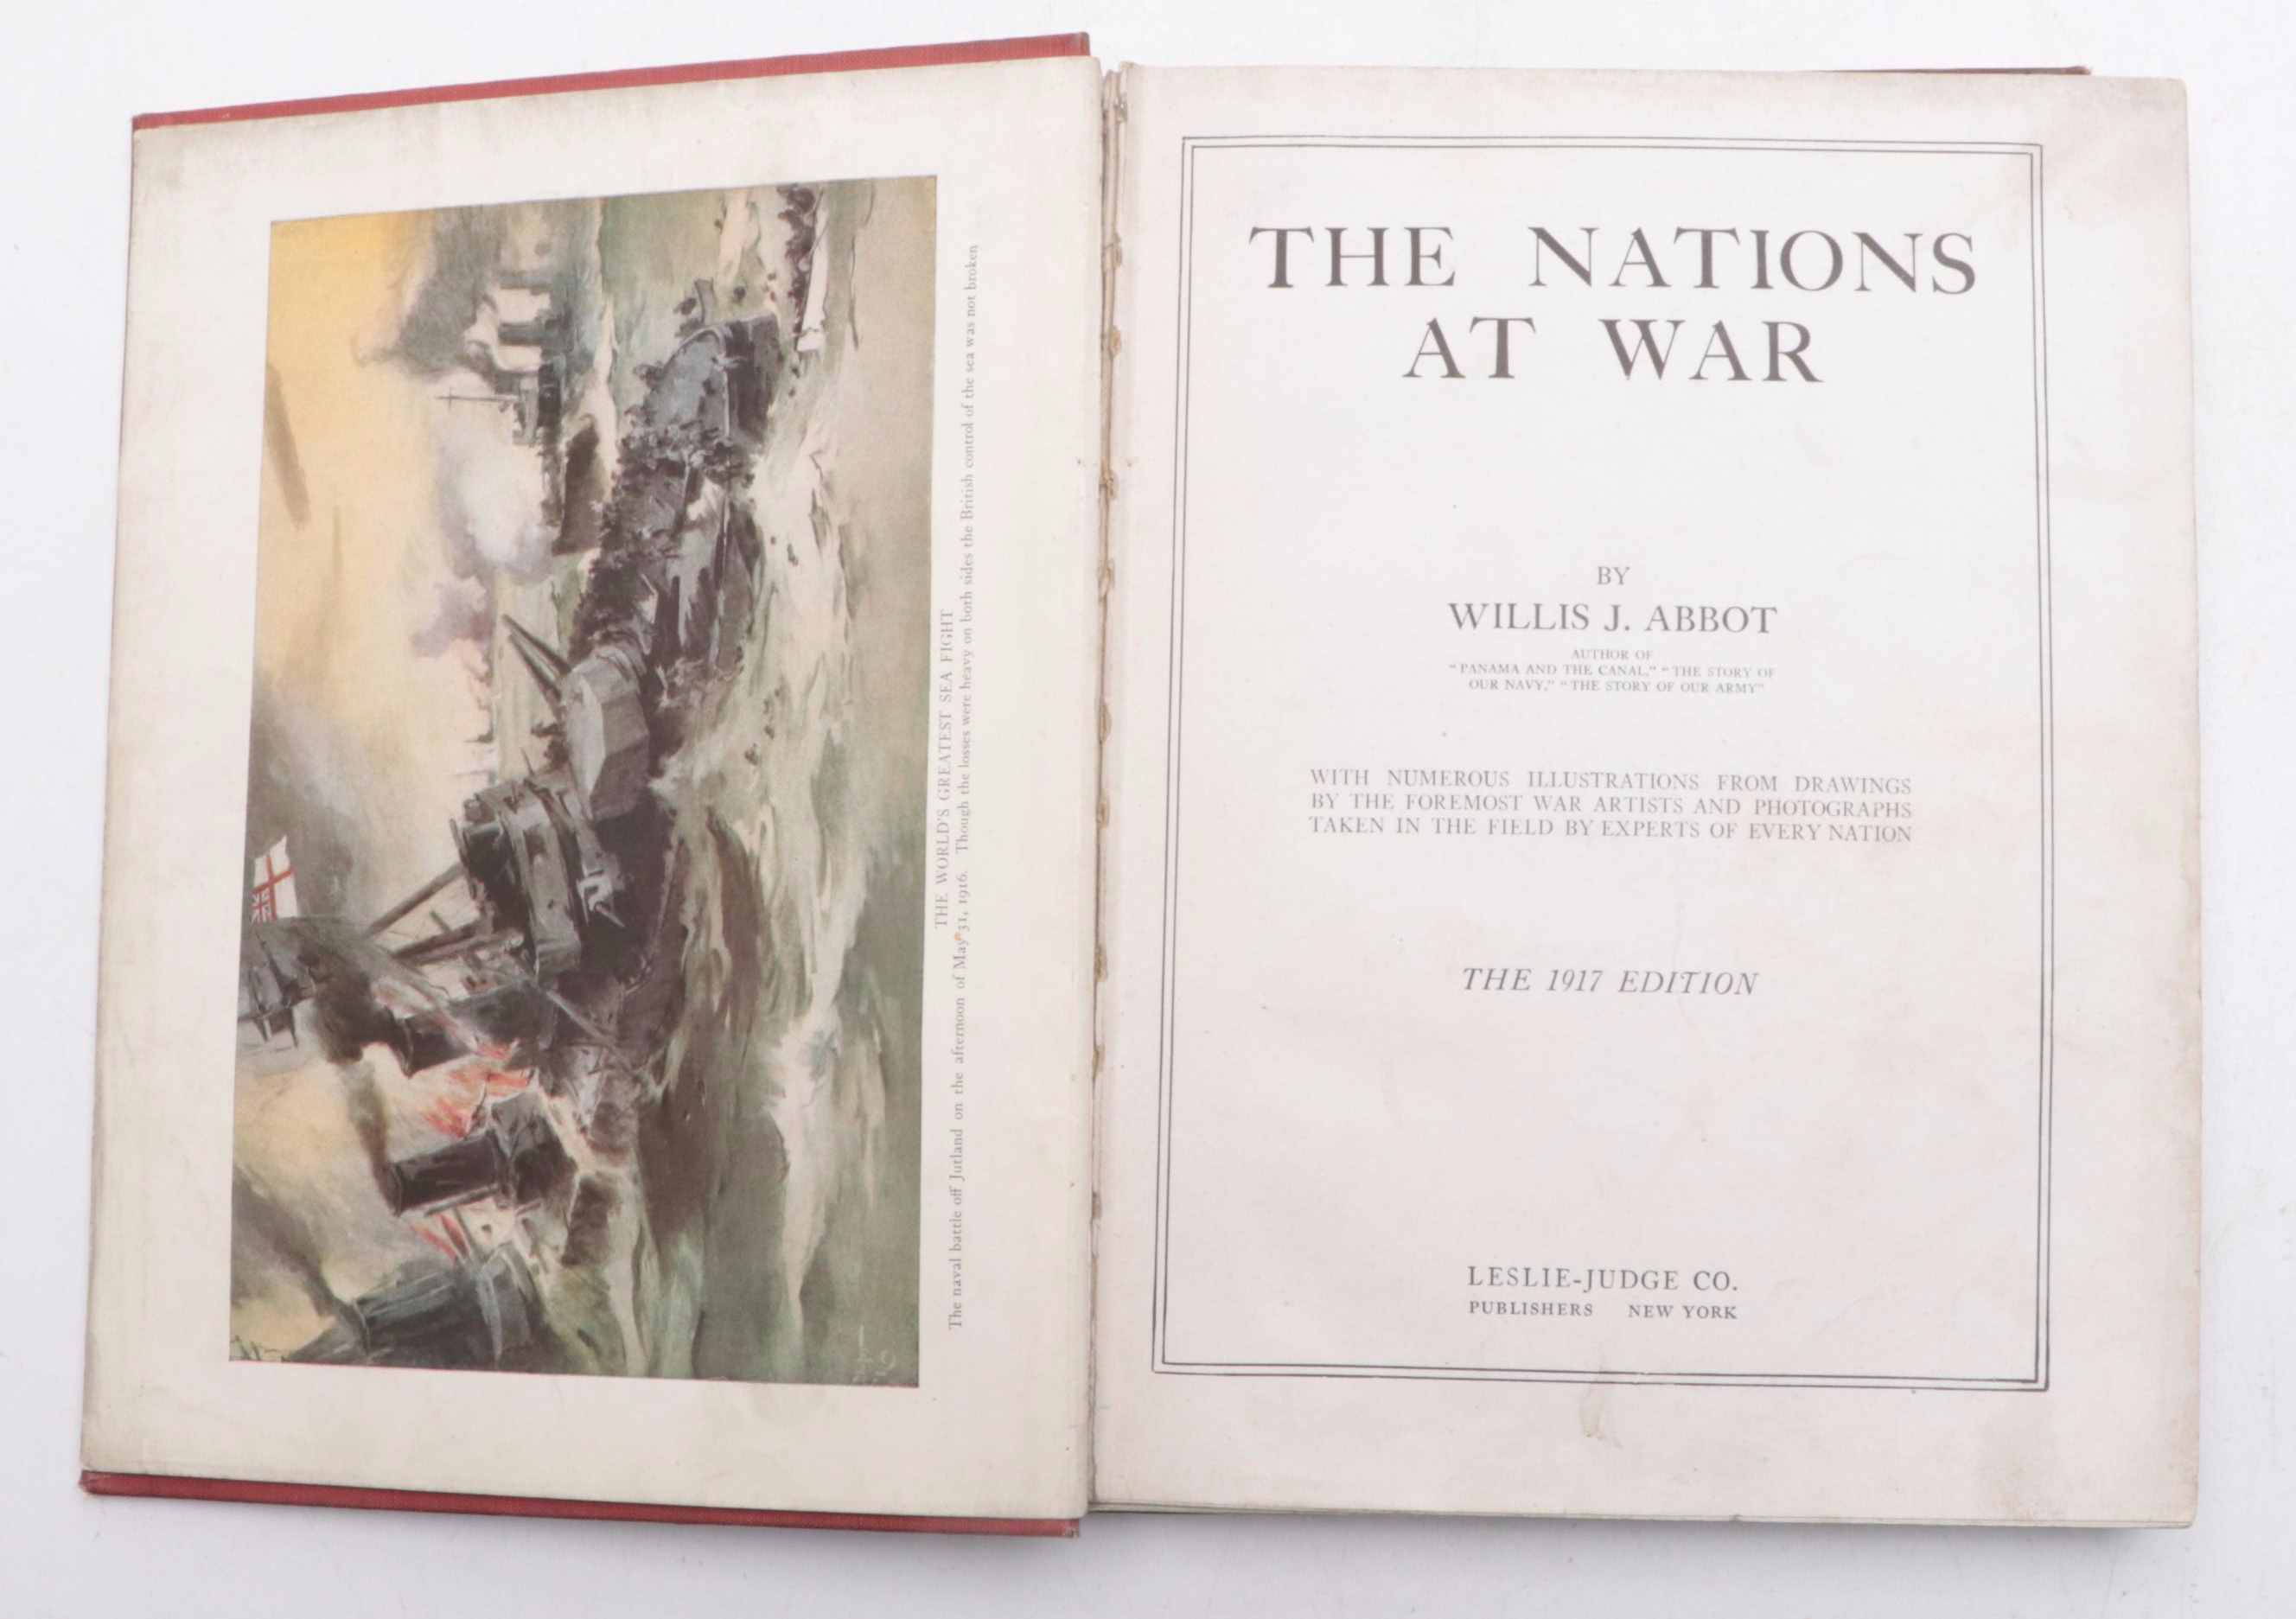 THE WORLD'S GREATEST SEA FIGHT
The naval battle off Jutland on the afternoon of May 31, 1916. Though the losses were heavy on both sides the British control of the sea was not broken
THE NATIONS
AT WAR
BY
WILLIS J. ABBOT
AUTHOR OF
"PANAMA AND THE CANAL," "THE STORY OF
OUR NAVY," "THE STORY OF OUR ARMY"
WITH NUMEROUS ILLUSTRATIONS FROM DRAWINGS
BY THE FOREMOST WAR ARTISTS AND PHOTOGRAPHS
TAKEN IN THE FIELD BY EXPERTS OF EVERY NATION
THE 1917 EDITION
LESLIE-JUDGE CO.
PUBLISHERS NEW YORK